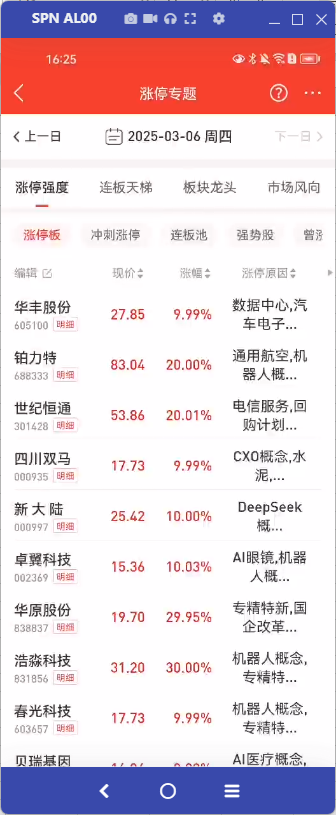 SPN AL00
16:25
涨停专题
上一日 2025-03-06 周四 下一日
涨停强度 连板天梯 板块龙头 市场风向
涨停板 冲刺涨停 连板池 强势股
编辑 现价 涨幅 涨停原因
华丰股份 27.85 9.99% 数据中心,汽
605100 明细 车电子...
铂力特 83.04 20.00% 通用航空,机
688333 明细 器人概...
世纪恒通 53.86 20.01% 电信服务,回
301428 明细 购计划...
四川双马 17.73 9.99% CXO概念,水
000935 明细 泥,...
新大陆 25.42 10.00% DeepSeek
000997 明细 概...
卓翼科技 15.36 10.03% AI眼镜,机器
002369 明细 人概...
华原股份 19.70 29.95% 专精特新,国
838837 明细 企改革...
浩淼科技 31.20 30.00% 机器人概念,
831856 明细 专精特...
春光科技 17.73 9.99% 机器人概念,
603657 明细 专精特...
贝瑞基因 AI医疗概念,